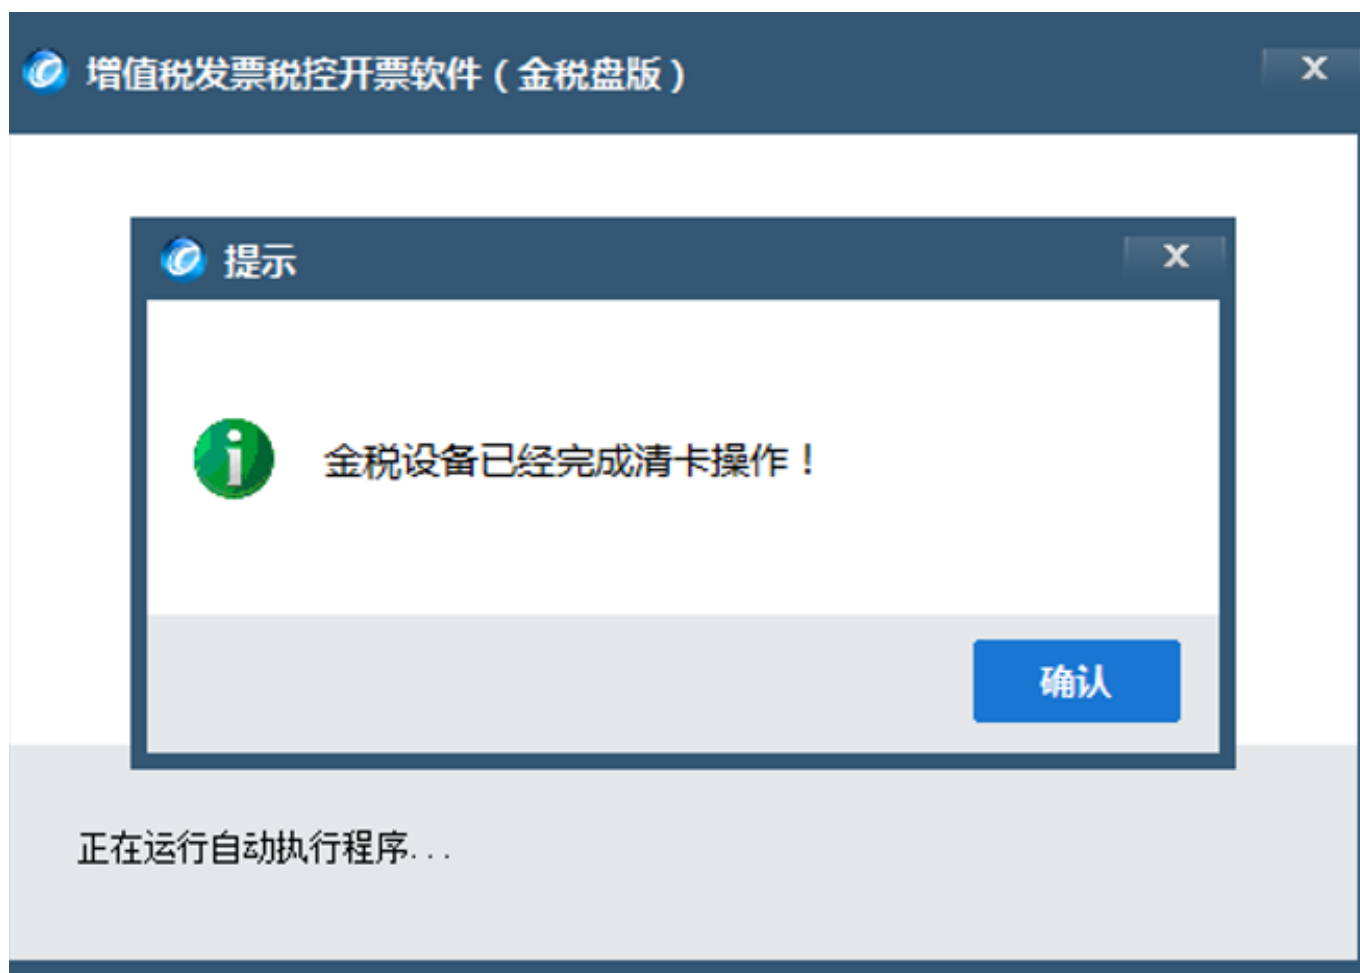 增值税发票税控开票软件（金税盘版）
提示
金税设备已经完成清卡操作！
确认
正在运行自动执行程序...